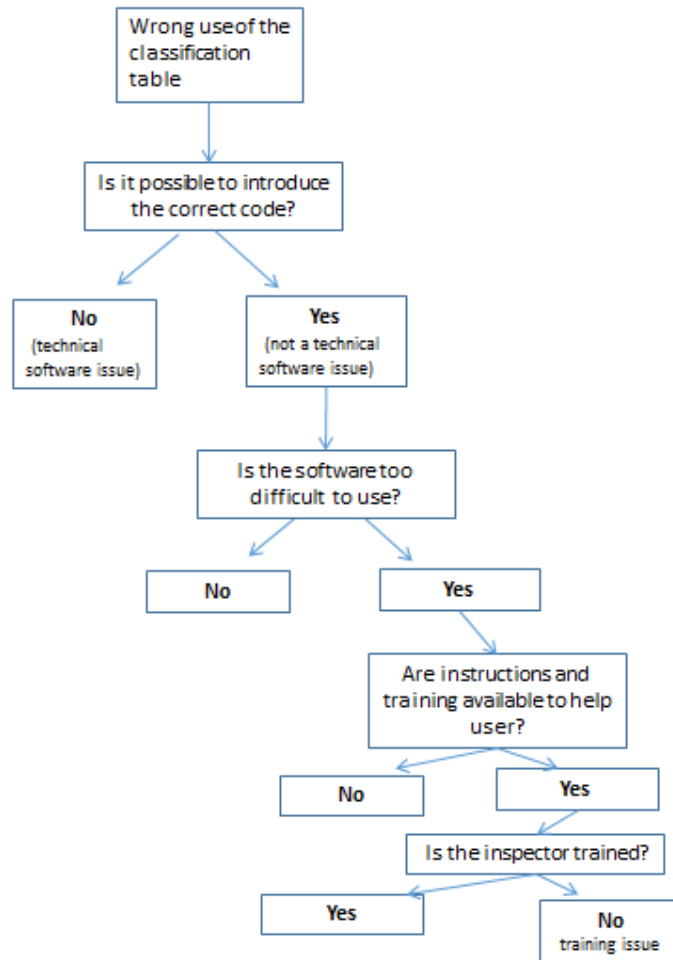 Wrong use of the
classification
table
Is it possible to introduce
the correct code?
No
(technical
software issue)
Yes
(not a technical
software issue)
Is the software too
difficult to use?
No
Yes
Are instructions and
training available to help
user?
No
Yes
Is the inspector trained?
Yes
No
training issue